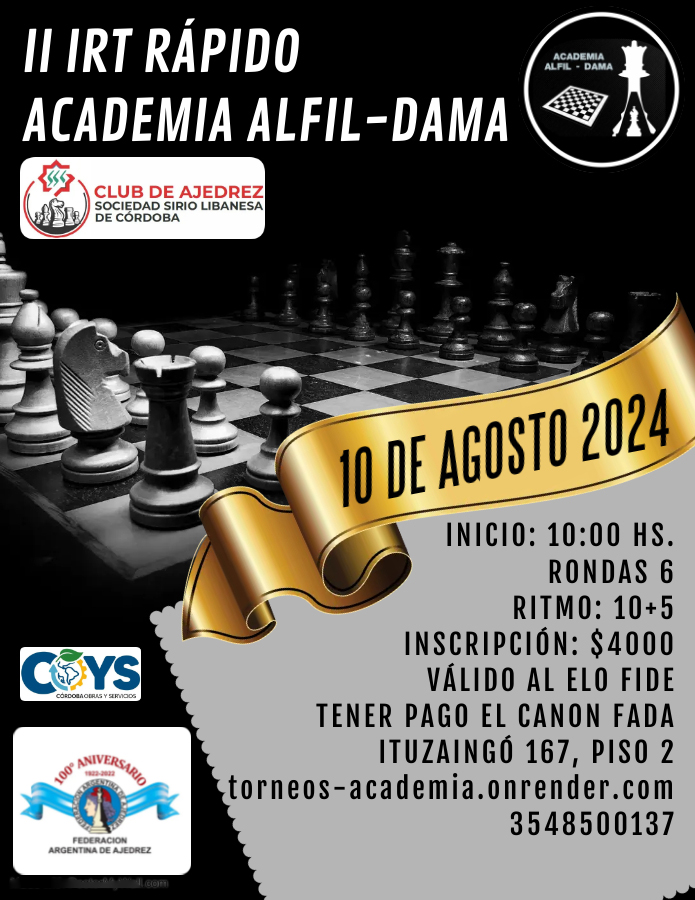 II IRT RÁPIDO
ACADEMIA ALFIL-DAMA
ACADEMIA
ALFIL - DAMA
CLUB DE AJEDREZ
SOCIEDAD SIRIO LIBANESA
DE CÓRDOBA
10 DE AGOSTO 2024
INICIO: 10:00 HS.
RONDAS 6
RITMO: 10+5
INSCRIPCIÓN: $4000
VÁLIDO AL ELO FIDE
TENER PAGO EL CANON FADA
ITUZAINGÓ 167, PISO 2
torneos-academia.onrender.com
3548500137
COYS
CÓRDOBA OBRAS Y SERVICIOS
100º ANIVERSARIO
1922-2022
FEDERACION
ARGENTINA DE AJEDREZ